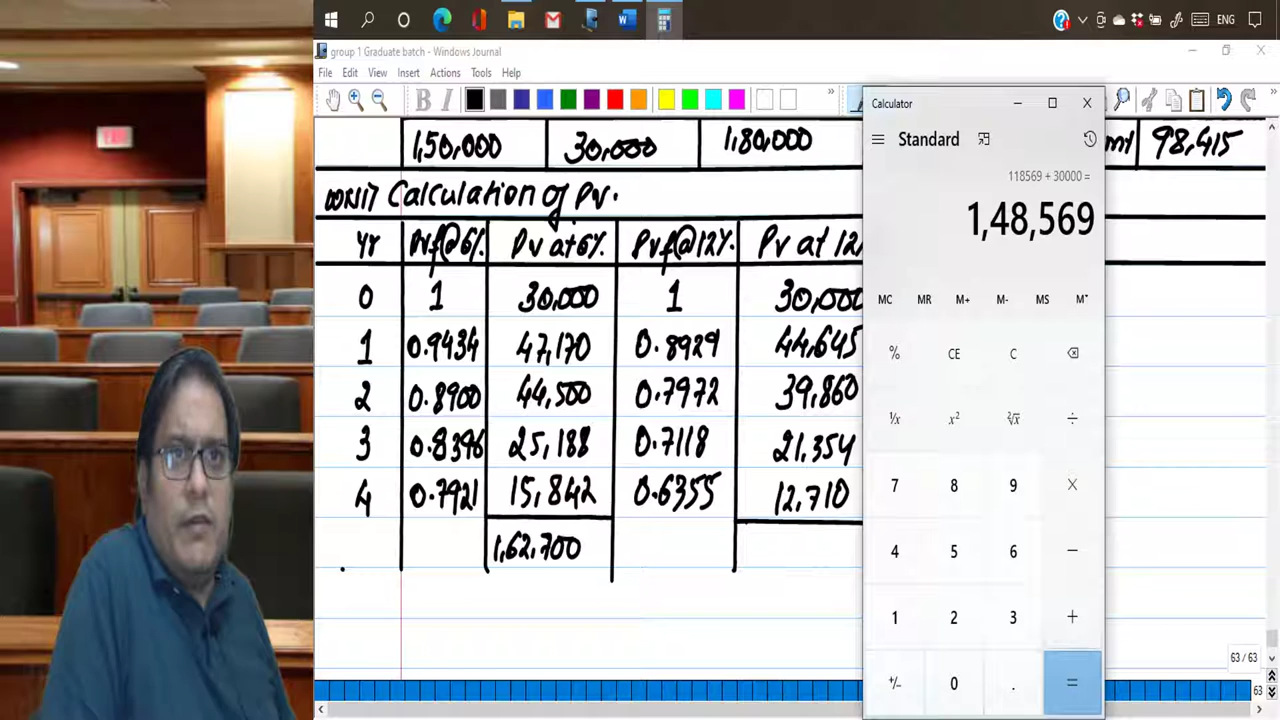 ENG
group 1 Graduate batch - Windows Journal
File Edit View Insert Actions Tools Help
Calculator
Standard
118569 + 30000 =
1,48,569
MC MR M+ M- MS M˅
% CE C
¹/x x² ²√x ÷
7 8 9 ×
4 5 6 −
1 2 3 +
+/- 0 . =
1,50,000 30,000 1,80,000 98,415
WN17 Calculation of PV.
Yr Pvf@6% Pv at 6% Pvf@12%. Pv at 12
0 1 30,000 1 30,000
1 0.9434 47,170 0.8929 44,645
2 0.8900 44,500 0.7972 39,860
3 0.8396 25,188 0.7118 21,354
4 0.7921 15,842 0.6355 12,710
1,62,700
63 / 63
63